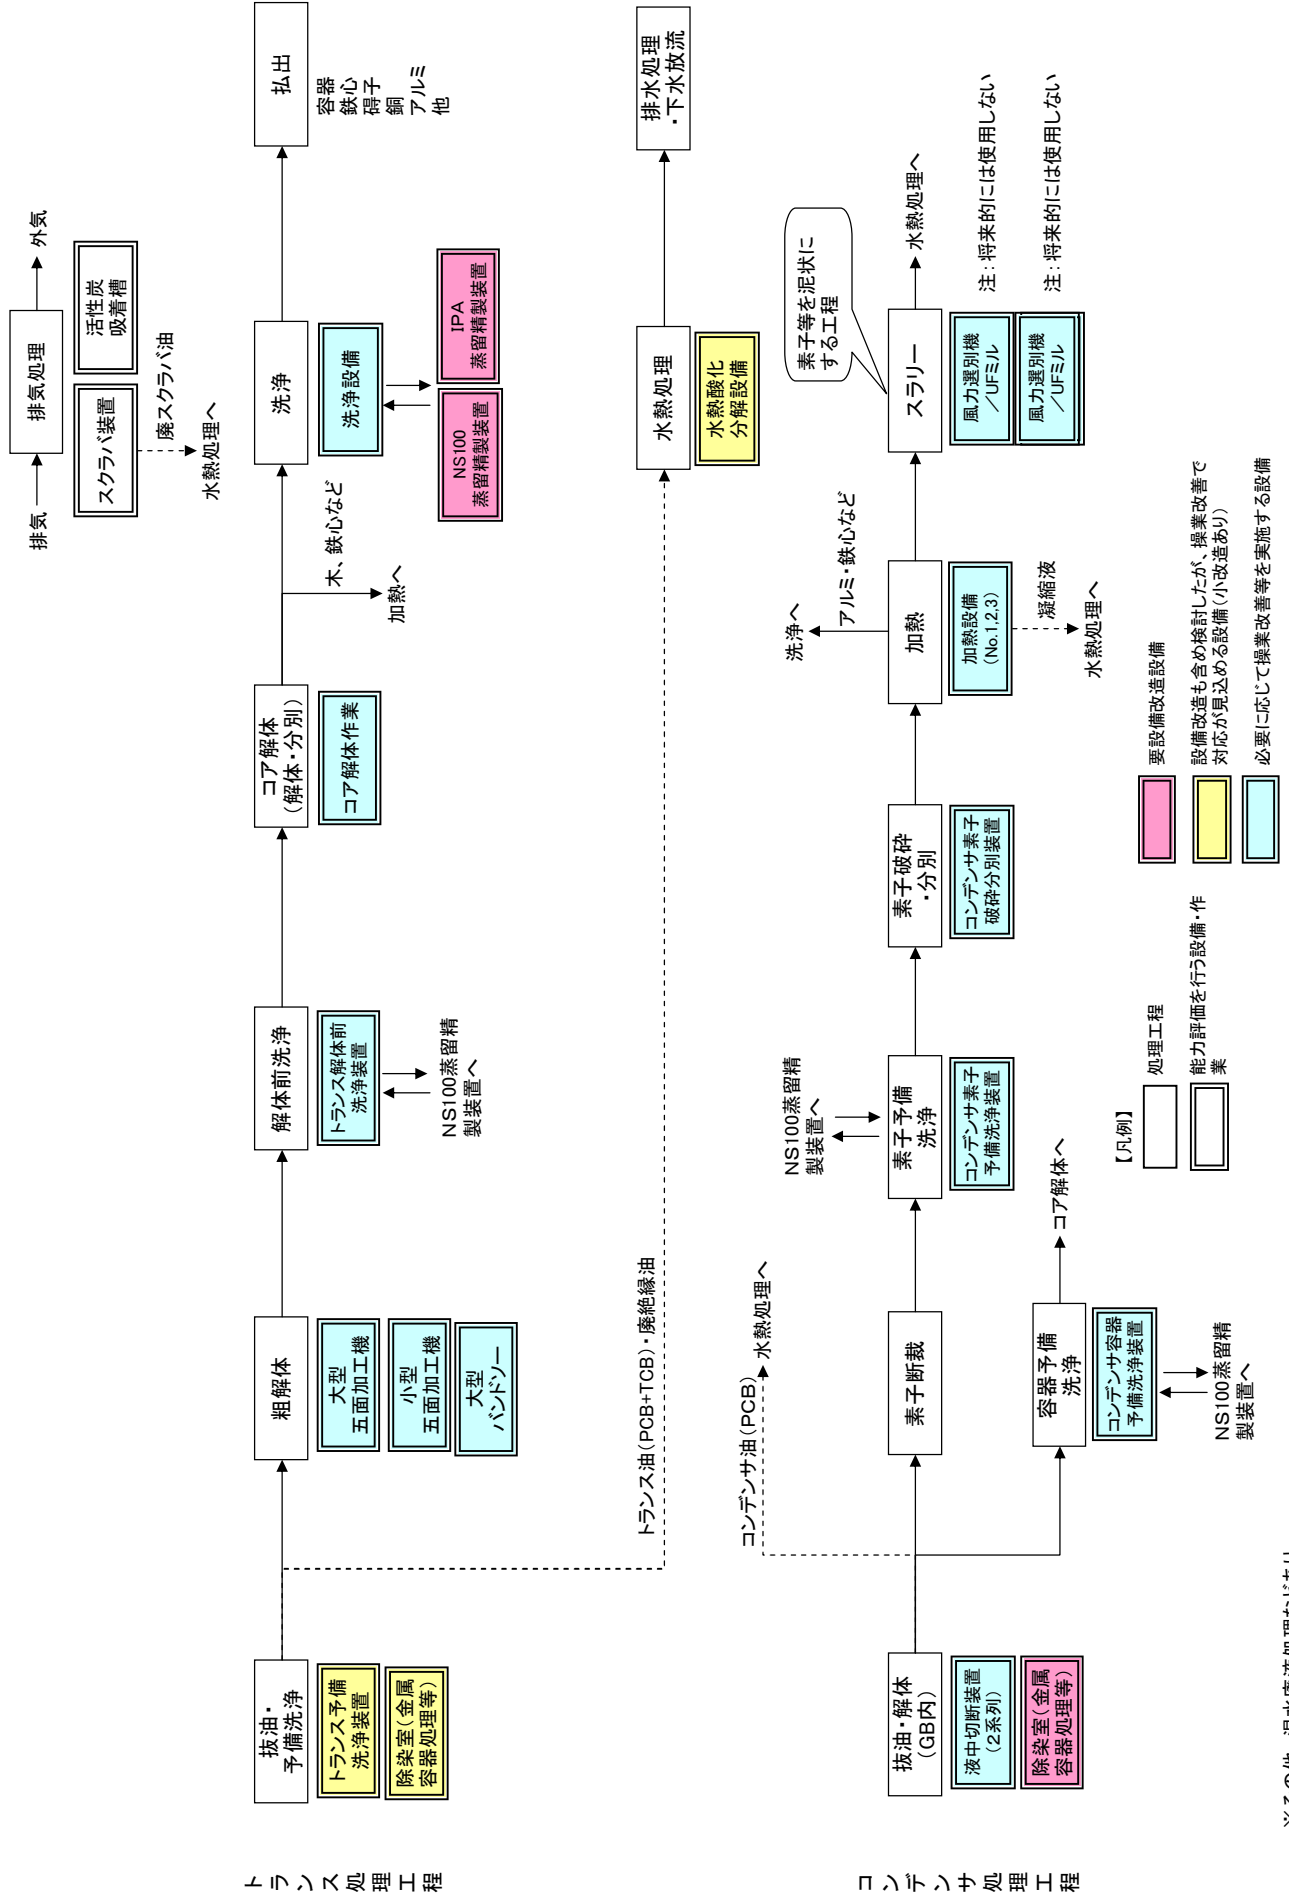 トランス処理工程
抜油・
予備洗浄
トランス予備
洗浄装置
除染室(金属
容器処理等)
粗解体
大型
五面加工機
小型
五面加工機
大型
バンドソー
解体前洗浄
トランス解体前
洗浄装置
NS100蒸留精
製装置へ
コア解体
(解体・分別)
コア解体作業
木、鉄心など
加熱へ
洗浄
洗浄設備
NS100
蒸留精製装置
IPA
蒸留精製装置
払出
容器
鉄心
碍子
銅
アルミ
他
排気
排気処理
外気
スクラバ装置
活性炭
吸着槽
廃スクラバ油
水熱処理へ
トランス油(PCB+TCB)・廃絶縁油
水熱処理
水熱酸化
分解設備
排水処理
・下水放流
コンデンサ処理工程
抜油・解体
(GB内)
液中切断装置
(2系列)
除染室(金属
容器処理等)
コンデンサ油(PCB)
水熱処理へ
素子断裁
容器予備
洗浄
コンデンサ容器
予備洗浄装置
NS100蒸留精
製装置へ
コア解体へ
NS100蒸留精
製装置へ
素子予備
洗浄
コンデンサ素子
予備洗浄装置
素子破砕
・分別
コンデンサ素子
破砕分別装置
洗浄へ
アルミ・鉄心など
加熱
加熱設備
(No.1,2,3)
凝縮液
水熱処理へ
素子等を泥状に
する工程
スラリー
水熱処理へ
風力選別機
/UFミル
注:将来的には使用しない
風力選別機
/UFミル
注:将来的には使用しない
【凡例】
処理工程
能力評価を行う設備・作
業
要設備改造設備
設備改造も含め検討したが、操業改善で
対応が見込める設備(小改造あり)
必要に応じて操業改善等を実施する設備